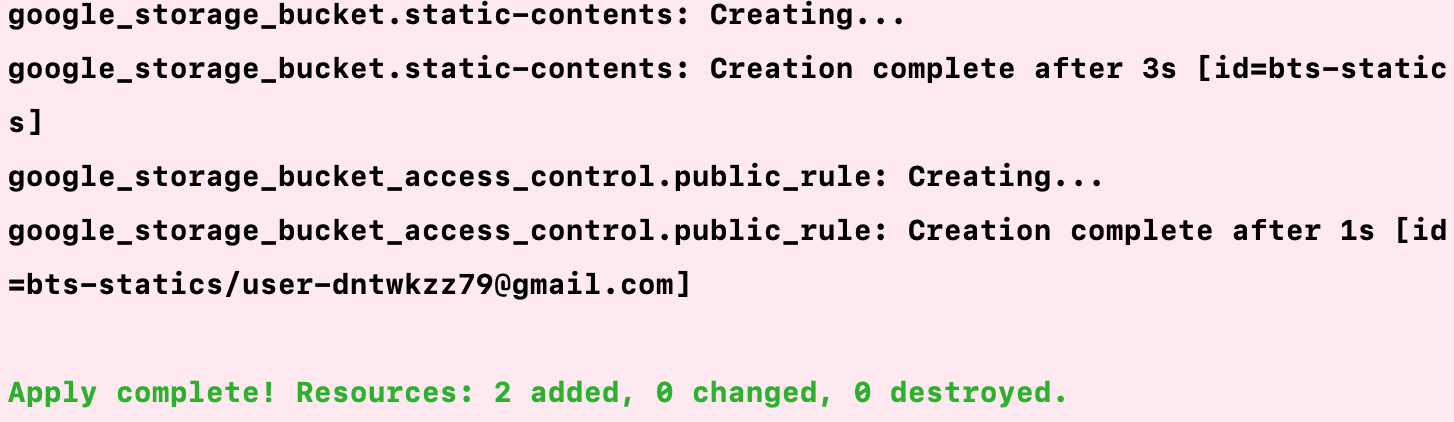 google_storage_bucket.static-contents: Creating...
google_storage_bucket.static-contents: Creation complete after 3s [id=bts-static
s]
google_storage_bucket_access_control.public_rule: Creating...
google_storage_bucket_access_control.public_rule: Creation complete after 1s [id
=bts-statics/user-dntwkzz79@gmail.com]
Apply complete! Resources: 2 added, 0 changed, 0 destroyed.